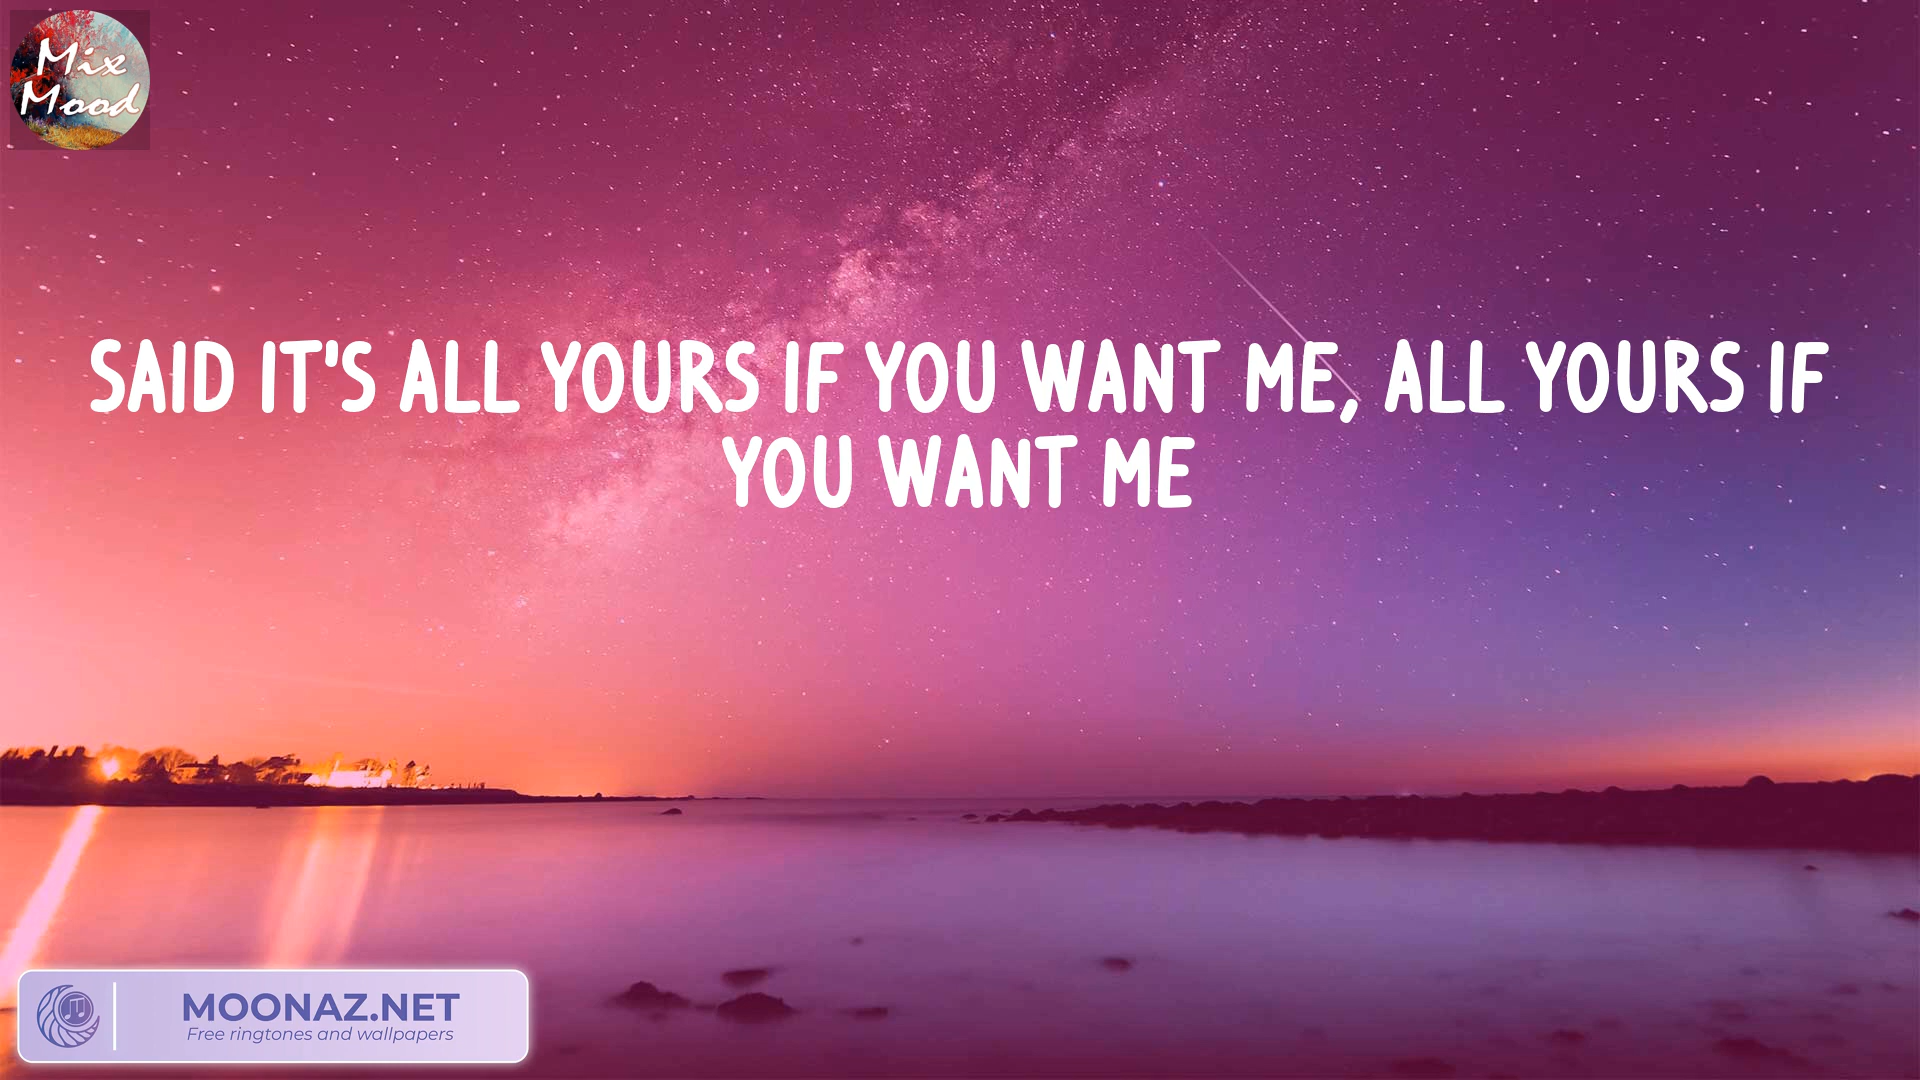 Mix
Mood
SAID IT'S ALL YOURS IF YOU WANT ME, ALL YOURS IF
YOU WANT ME
MOONAZ.NET
Free ringtones and wallpapers